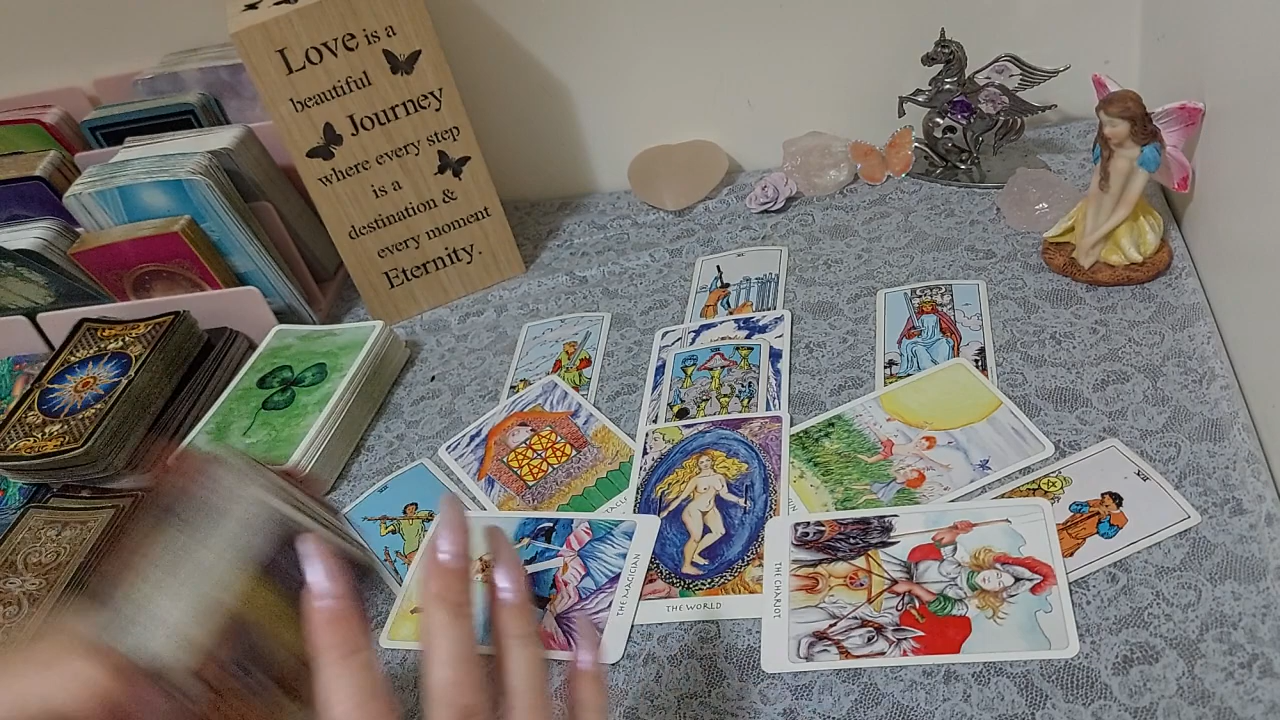 Love is a
beautiful
Journey
where every step
is a
destination &
every moment
Eternity.
THE MAGICIAN
THE WORLD
THE CHARIOT